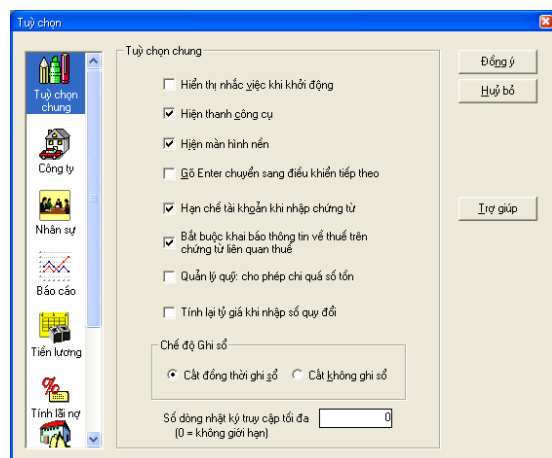 Tuỳ chọn
Tuỳ chọn
chung
Công ty
Nhân sự
Báo cáo
Tiền lương
Tính lãi nợ
Tuỳ chọn chung
Hiển thị nhắc việc khi khởi động
Hiện thanh công cụ
Hiện màn hình nền
Gõ Enter chuyển sang điều khiển tiếp theo
Hạn chế tài khoản khi nhập chứng từ
Bắt buộc khai báo thông tin về thuế trên
chứng từ liên quan thuế
Quản lý quỹ: cho phép chi quá số tồn
Tính lại tỷ giá khi nhập số quy đổi
Chế độ Ghi sổ
Cất đồng thời ghi sổ
Cất không ghi sổ
Số dòng nhật ký truy cập tối đa
(0 = không giới hạn)
0
Đồng ý
Huỷ bỏ
Trợ giúp